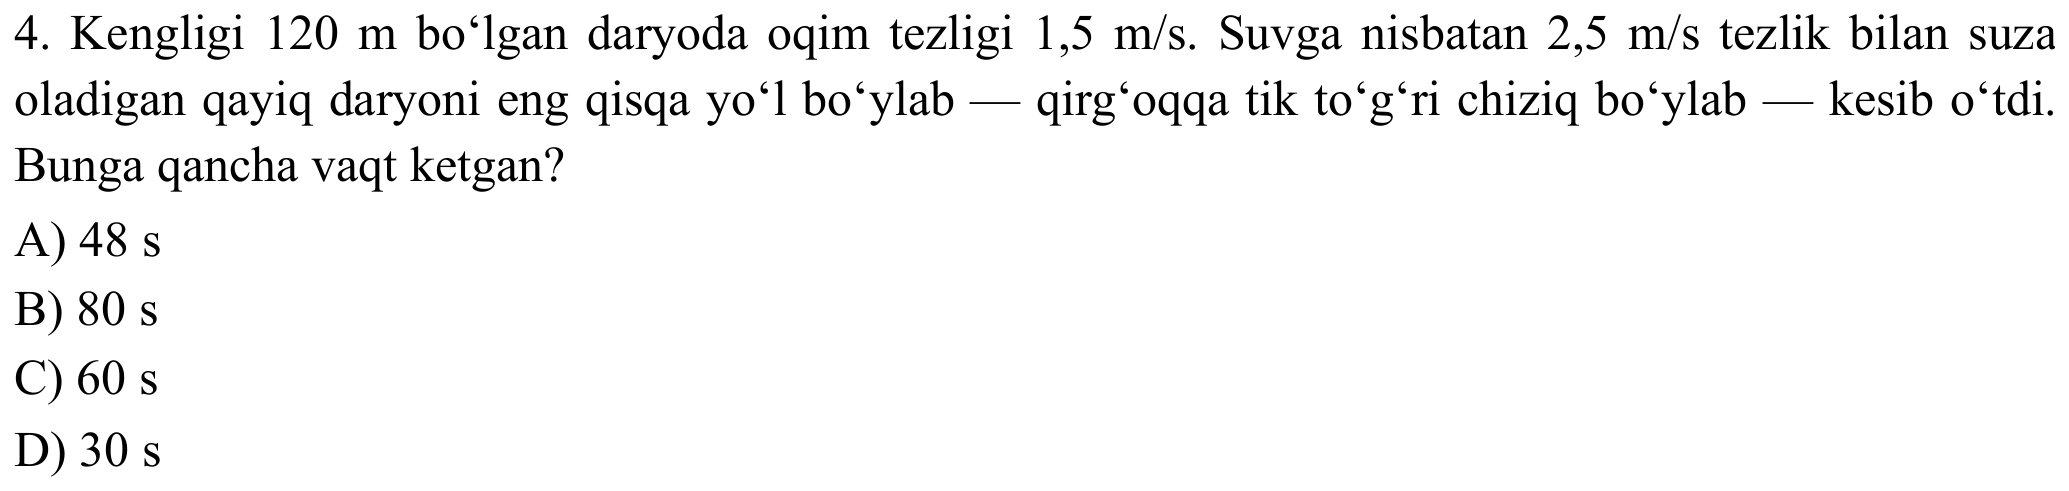 4. Kengligi 120 m bo‘lgan daryoda oqim tezligi 1,5 m/s. Suvga nisbatan 2,5 m/s tezlik bilan suza
oladigan qayiq daryoni eng qisqa yo‘l bo‘ylab — qirg‘oqqa tik to‘g‘ri chiziq bo‘ylab — kesib o‘tdi.
Bunga qancha vaqt ketgan?
A) 48 s
B) 80 s
C) 60 s
D) 30 s